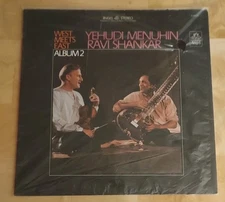 WEST
MEETS
EAST
ALBUM 2
YEHUDI MENUHIN
RAVI SHANKAR